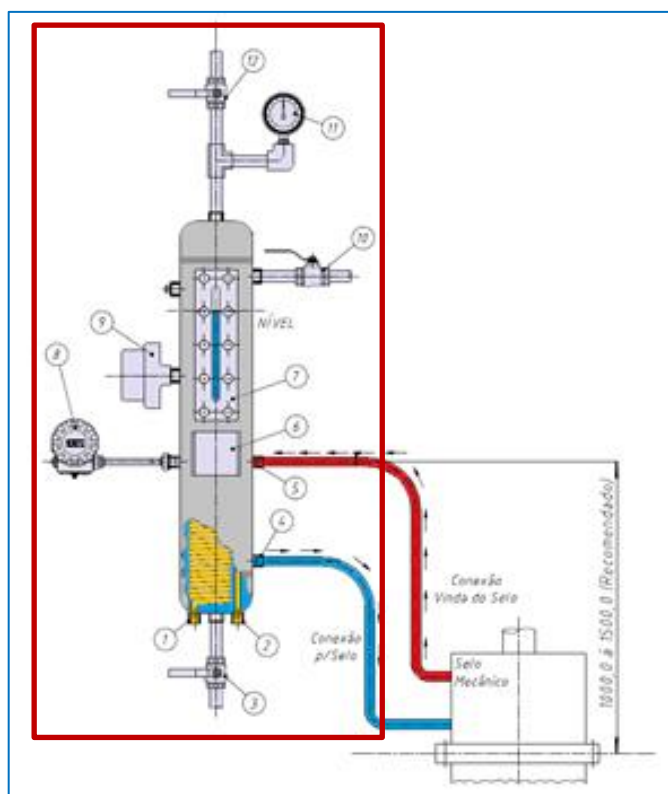 12
11
10
NÍVEL
9
8
7
6
5
4
Conexão
Vinda do Selo
1000,0 à 1500,0 (Recomendado)
1
2
Conexão
p/Selo
Selo
Mecânico
3